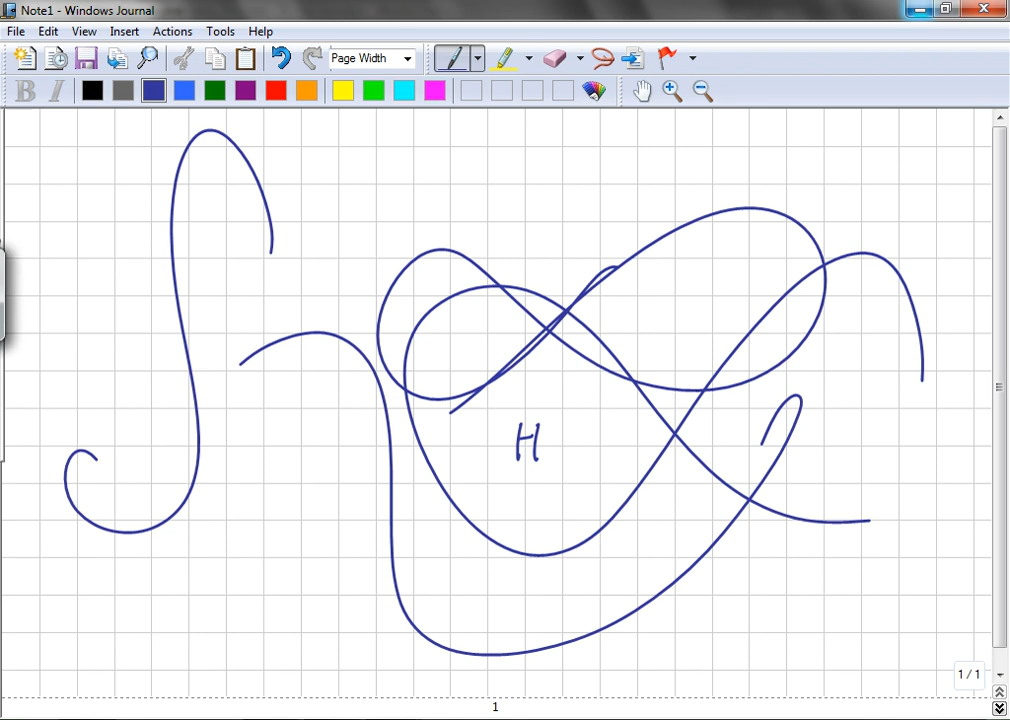 Note1 - Windows Journal
File Edit View Insert Actions Tools Help
Page Width
B I
H
1 / 1
1